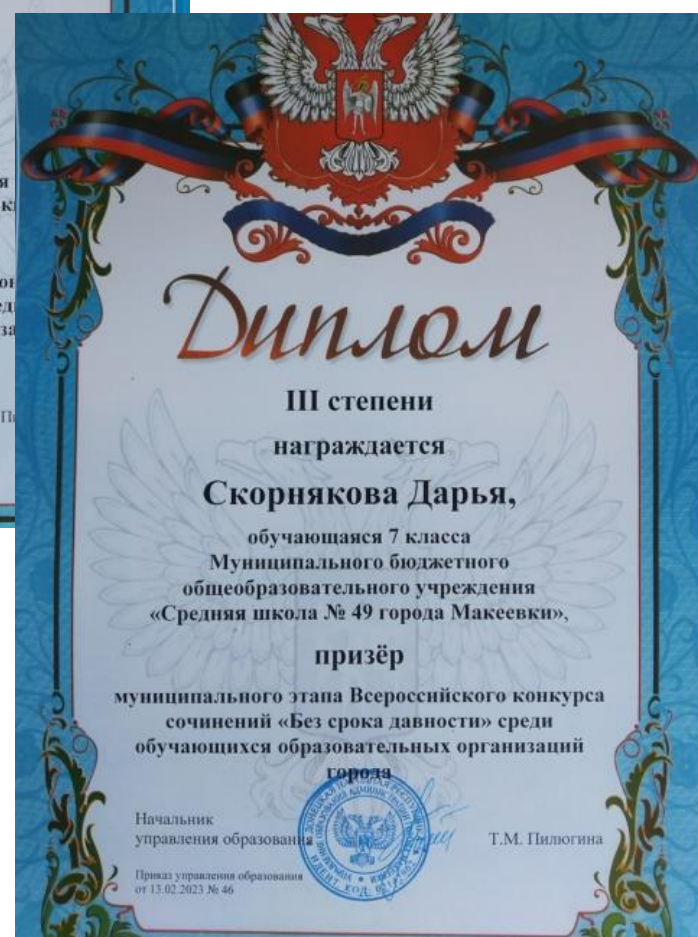 Диплом
III степени
награждается
Скорнякова Дарья,
обучающаяся 7 класса
Муниципального бюджетного
общеобразовательного учреждения
«Средняя школа № 49 города Макеевки»,
призёр
муниципального этапа Всероссийского конкурса
сочинений «Без срока давности» среди
обучающихся образовательных организаций
города
Начальник
управления образования
Т.М. Пилюгина
Приказ управления образования
от 13.02.2023 № 46